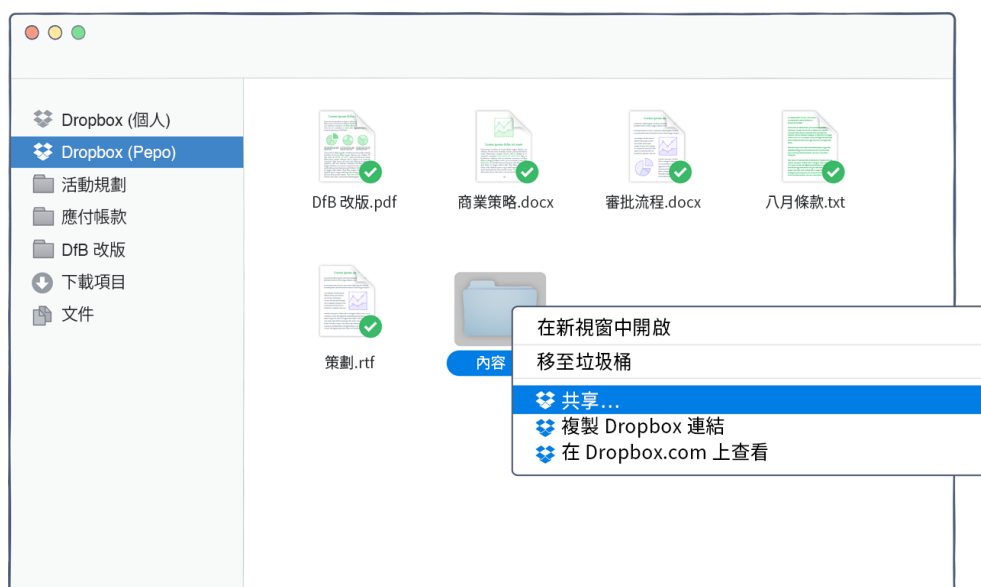 Dropbox (個人)
Dropbox (Pepo)
活動規劃
應付帳款
DfB 改版
下載項目
文件
DfB 改版.pdf
商業策略.docx
審批流程.docx
八月條款.txt
策劃.rtf
內容
在新視窗中開啟
移至垃圾桶
共享...
複製 Dropbox 連結
在 Dropbox.com 上查看